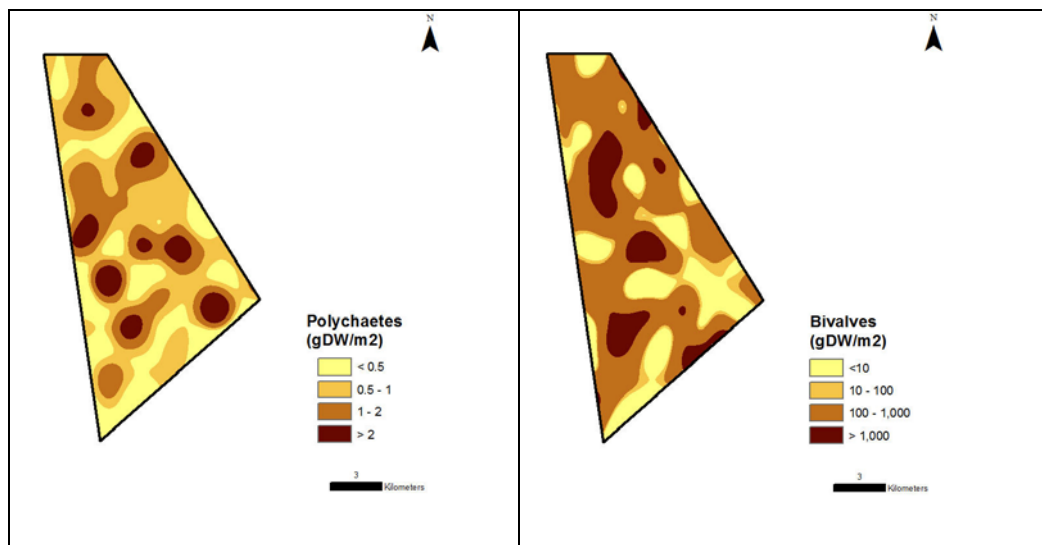 N
Polychaetes
(gDW/m2)
< 0.5
0.5 - 1
1 - 2
> 2
3
Kilometers
N
Bivalves
(gDW/m2)
<10
10 - 100
100 - 1,000
> 1,000
3
Kilometers